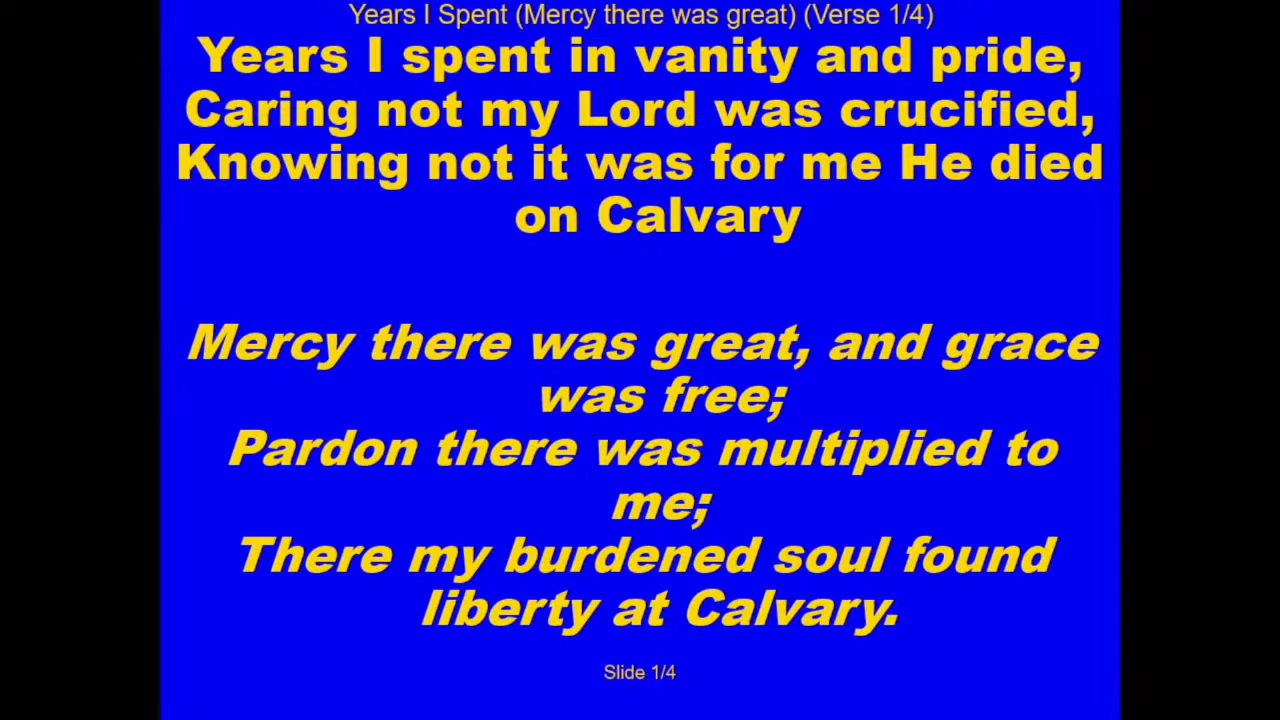 Years I Spent (Mercy there was great) (Verse 1/4)
Years I spent in vanity and pride,
Caring not my Lord was crucified,
Knowing not it was for me He died
on Calvary
Mercy there was great, and grace
was free;
Pardon there was multiplied to
me;
There my burdened soul found
liberty at Calvary.
Slide 1/4